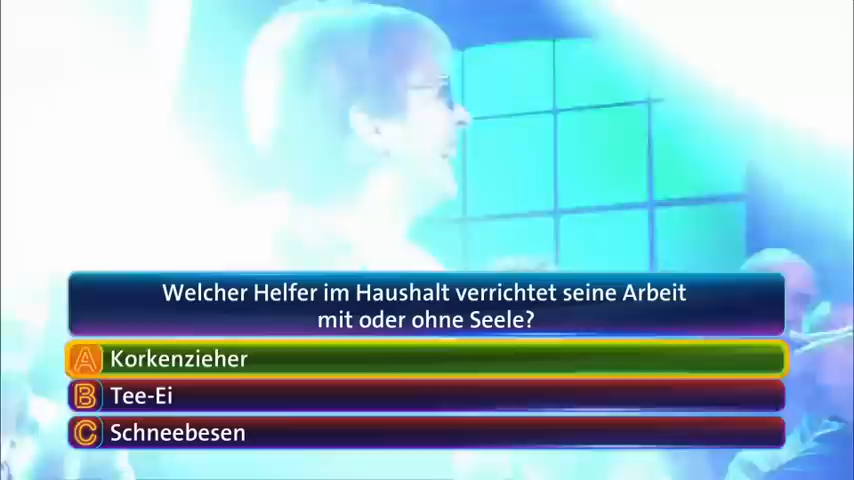 Welcher Helfer im Haushalt verrichtet seine Arbeit
mit oder ohne Seele?
A Korkenzieher
B Tee-Ei
C Schneebesen